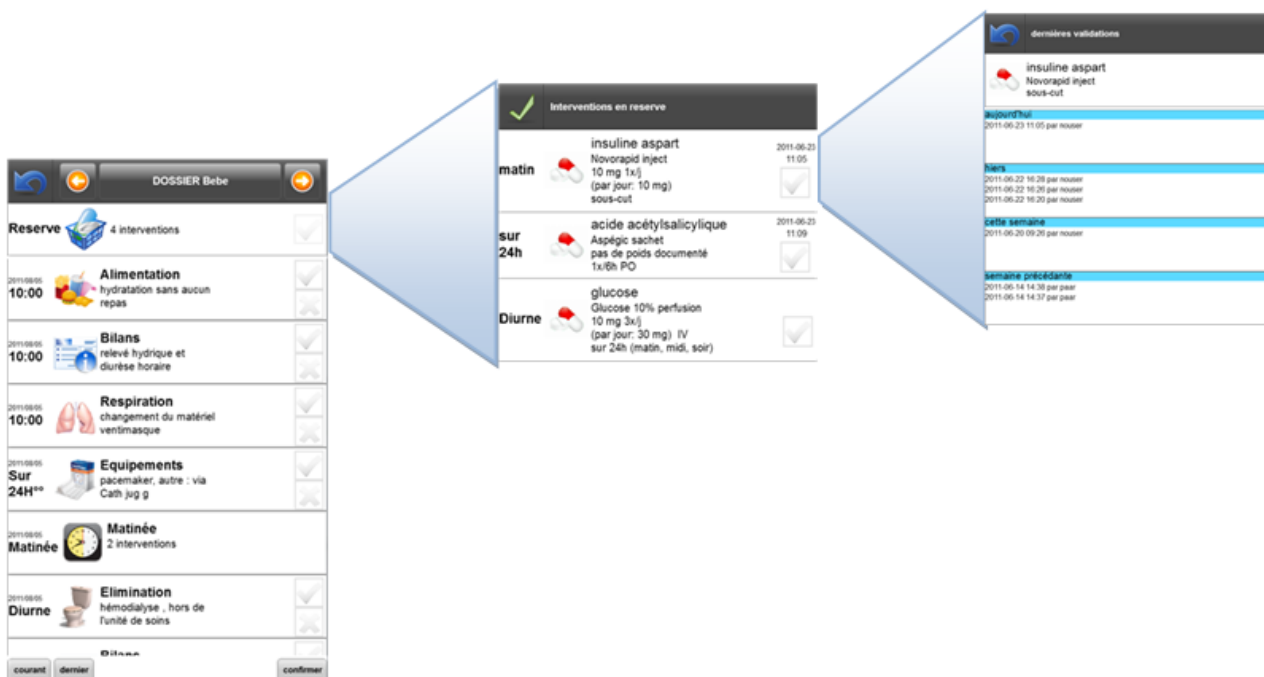 DOSSIER Bebe
Reserve
4 interventions
2011/08/05
10:00
Alimentation
hydratation sans aucun
repas
2011/08/05
10:00
Bilans
relevé hydrique et
diurèse horaire
2011/08/05
10:00
Respiration
changement du matériel
ventimasque
2011/08/05
Sur
24H°°
Equipements
pacemaker, autre : via
Cath jug g
2011/08/05
Matinée
Matinée
2 interventions
2011/08/05
Diurne
Elimination
hémodialyse , hors de
l'unité de soins
Bilans
courant
dernier
confirmer
Interventions en reserve
matin
insuline aspart
Novorapid inject
10 mg 1x/j
(par jour: 10 mg)
sous-cut
2011-06-23
11:05
sur
24h
acide acétylsalicylique
Aspégic sachet
pas de poids documenté
1x/6h PO
2011-06-23
11:09
Diurne
glucose
Glucose 10% perfusion
10 mg 3x/j
(par jour: 30 mg) IV
sur 24h (matin, midi, soir)
dernières validations
insuline aspart
Novorapid inject
sous-cut
aujourd'hui
2011-06-23 11:05 par nouser
hiers
2011-06-22 16:28 par nouser
2011-06-22 16:26 par nouser
2011-06-22 16:20 par nouser
cette semaine
2011-06-20 09:26 par nouser
semaine précédante
2011-06-14 14:38 par paar
2011-06-14 14:37 par paar